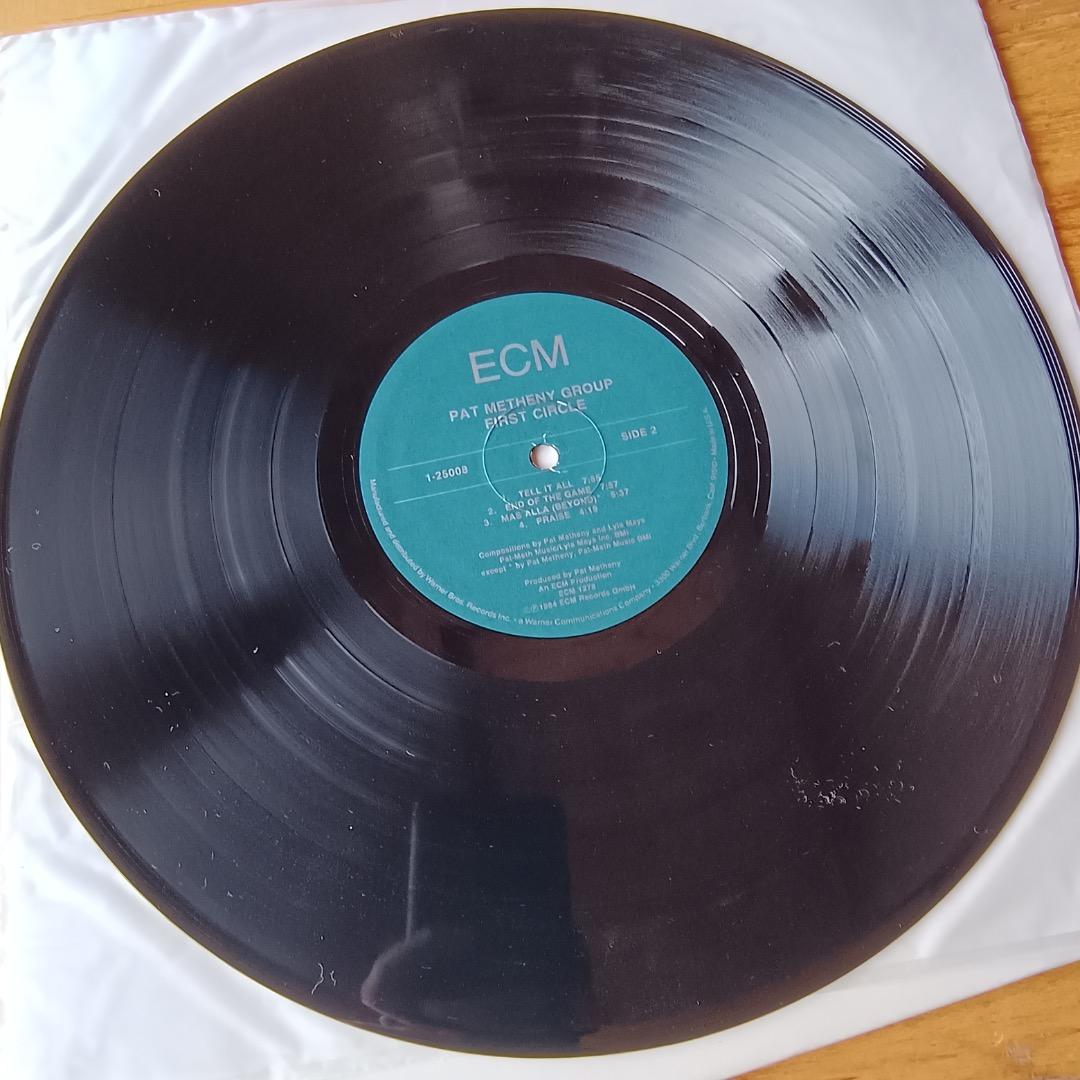 ECM
PAT METHENY GROUP
FIRST CIRCLE
1-25008
SIDE 2
TELL IT ALL
2. END OF THE GAME 7:57
3. MAS ALLA (BEYOND)* 5:37
4. PRAISE 4:19
Compositions by Pat Metheny and Lyle Mays
Pat-Meth Music/Lyle Mays Inc. BMI
except * by Pat Metheny, Pat-Meth Music BMI
Produced by Pat Metheny
An ECM Production
ECM 1278
©℗1984 ECM Records GmbH
Manufactured and distributed by Warner Bros. Records Inc. - a Warner Communications Company • 3300 Warner Blvd. Burbank, Calif. 91510 • Made in U.S.A.